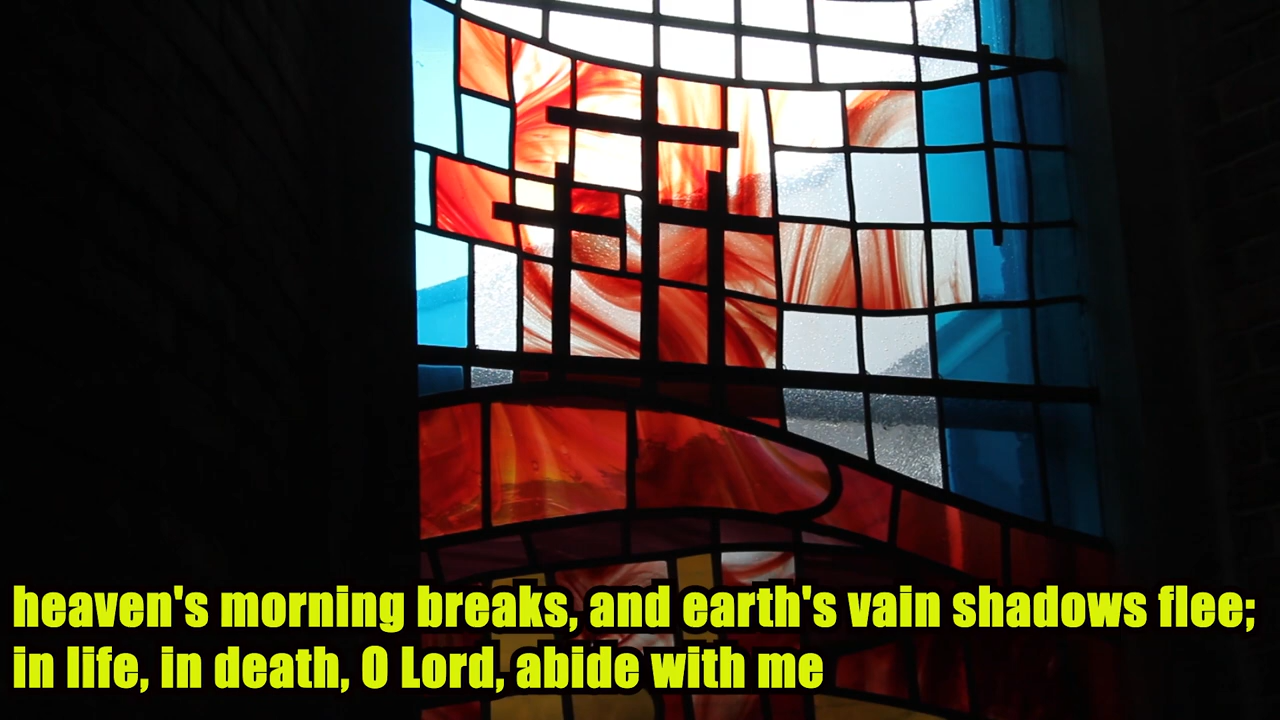 heaven's morning breaks, and earth's vain shadows flee;
in life, in death, O Lord, abide with me